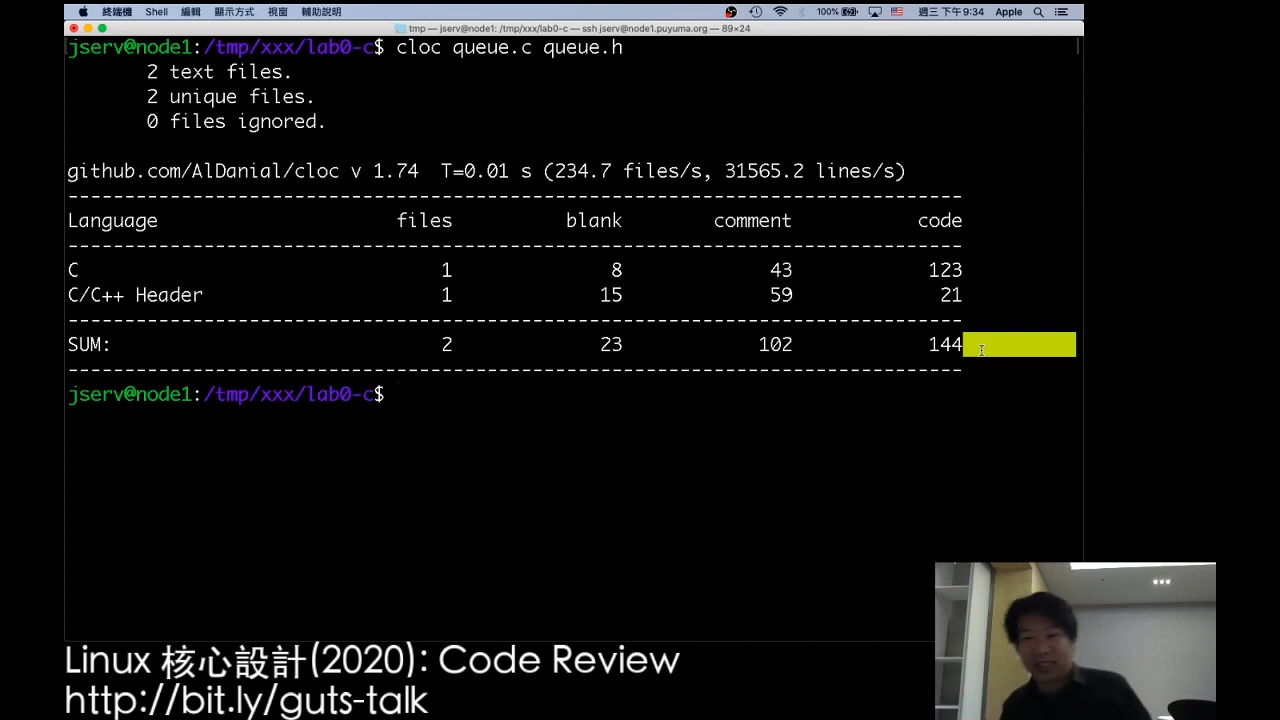 終端機 Shell 編輯 顯示方式 視窗 輔助說明 100% 週三下午9:34 Apple
tmp — jserv@node1: /tmp/xxx/lab0-c — ssh jserv@node1.puyuma.org — 89×24
jserv@node1:/tmp/xxx/lab0-c$ cloc queue.c queue.h
2 text files.
2 unique files.
0 files ignored.
github.com/AlDanial/cloc v 1.74 T=0.01 s (234.7 files/s, 31565.2 lines/s)
-------------------------------------------------------------------------------
Language files blank comment code
-------------------------------------------------------------------------------
C 1 8 43 123
C/C++ Header 1 15 59 21
-------------------------------------------------------------------------------
SUM: 2 23 102 144
-------------------------------------------------------------------------------
jserv@node1:/tmp/xxx/lab0-c$
Linux 核心設計(2020): Code Review
http://bit.ly/guts-talk